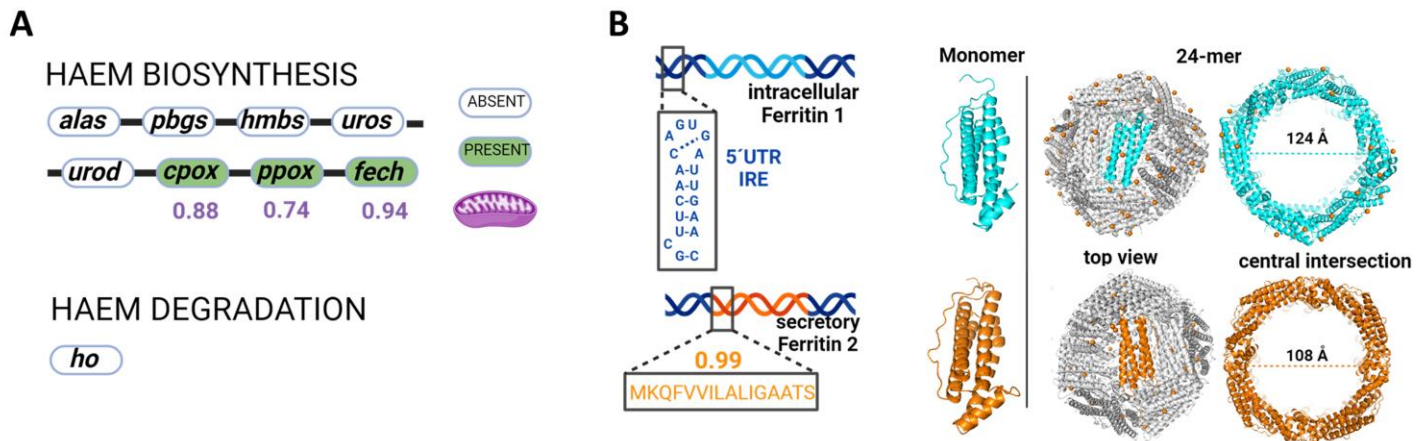 A
HAEM BIOSYNTHESIS
alas pbgs hmbs uros
urod cpox ppox fech
0.88 0.74 0.94
ABSENT
PRESENT
HAEM DEGRADATION
ho
B
intracellular
Ferritin 1
G U
A G
C A
A-U
A-U
C-G
U-A
U-A
C
G-C
5´UTR
IRE
secretory
Ferritin 2
0.99
MKQFVVILALIGAATS
Monomer
24-mer
124 Å
top view
central intersection
108 Å